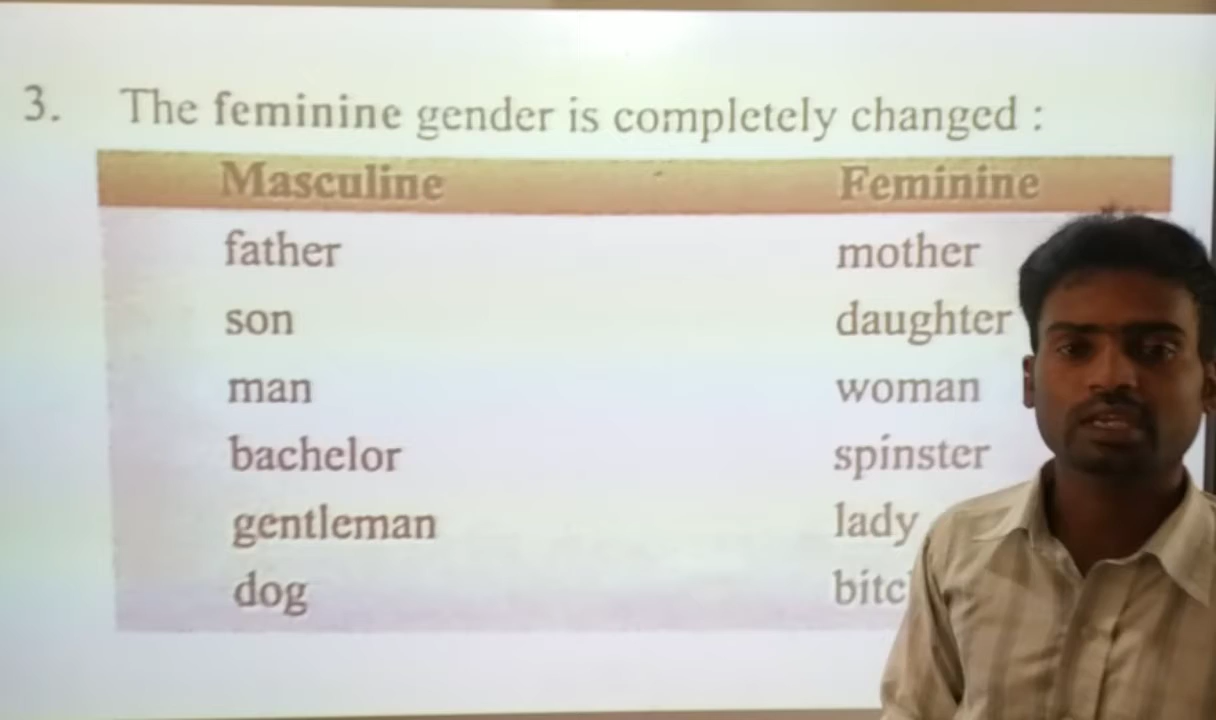 3. The feminine gender is completely changed :
Masculine Feminine
father mother
son daughter
man woman
bachelor spinster
gentleman lady
dog